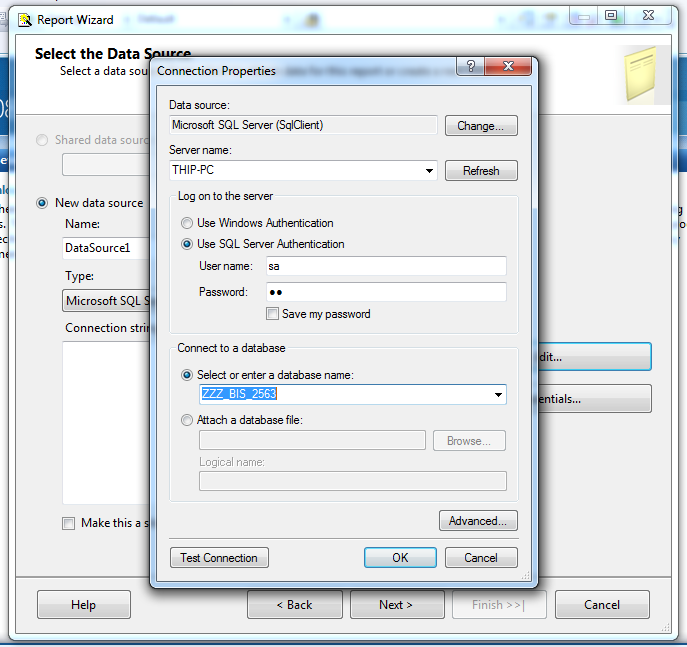 Report Wizard
Select the Data Source
Select a data sou
Connection Properties
Data source:
Microsoft SQL Server (SqlClient)
Change...
Server name:
THIP-PC
Refresh
Log on to the server
Use Windows Authentication
Use SQL Server Authentication
User name:
sa
Password:
●●
Save my password
Connect to a database
Select or enter a database name:
ZZZ_BIS_2563
Attach a database file:
Browse...
Logical name:
Advanced...
Test Connection
OK
Cancel
Shared data sourc
New data source
Name:
DataSource1
Type:
Microsoft SQL S
Connection strin
dit...
entials...
Make this a s
Help
< Back
Next >
Finish >>|
Cancel